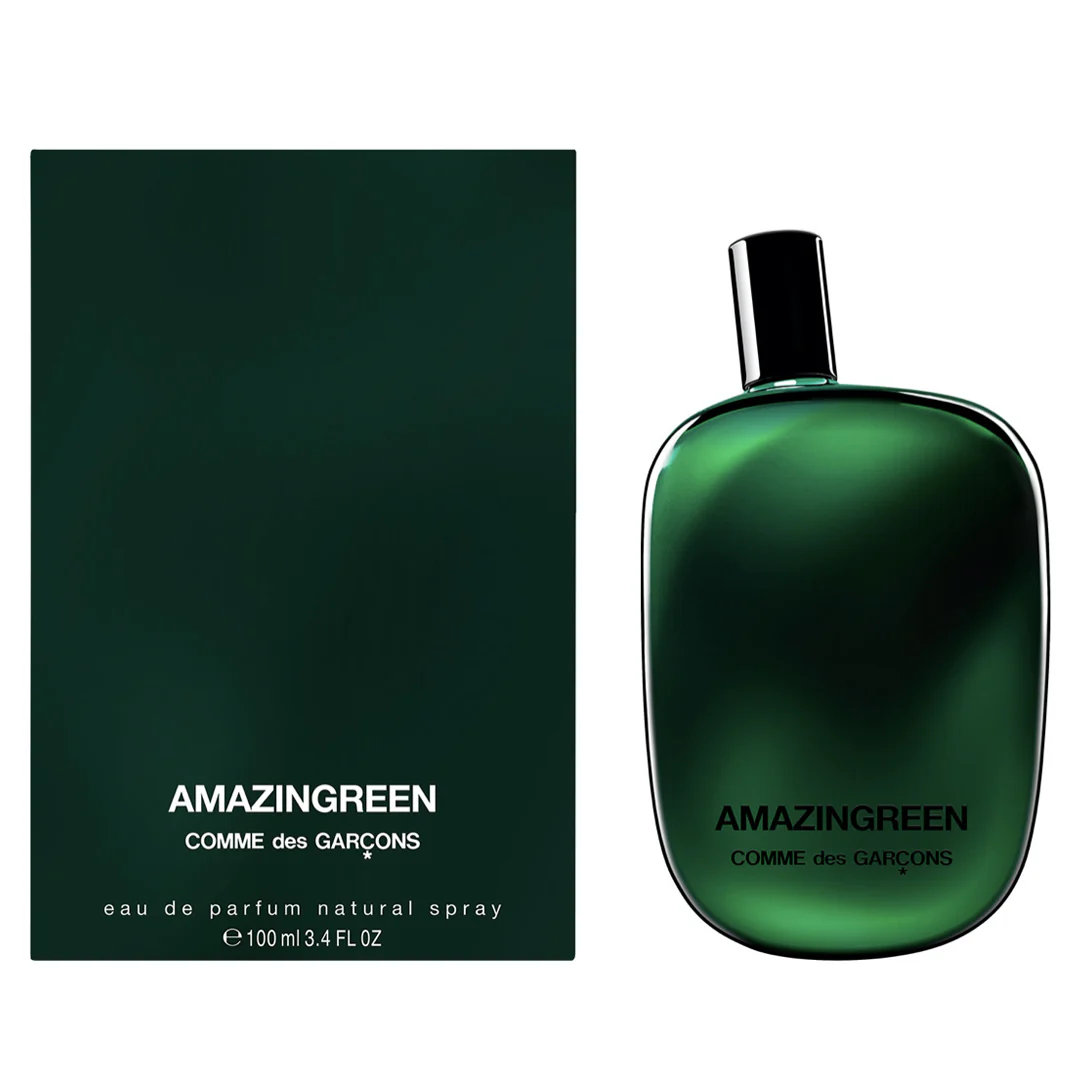 AMAZINGREEN
COMME des GARÇONS
*
eau de parfum natural spray
℮ 100 ml 3.4 FL OZ
AMAZINGREEN
COMME des GARÇONS
*